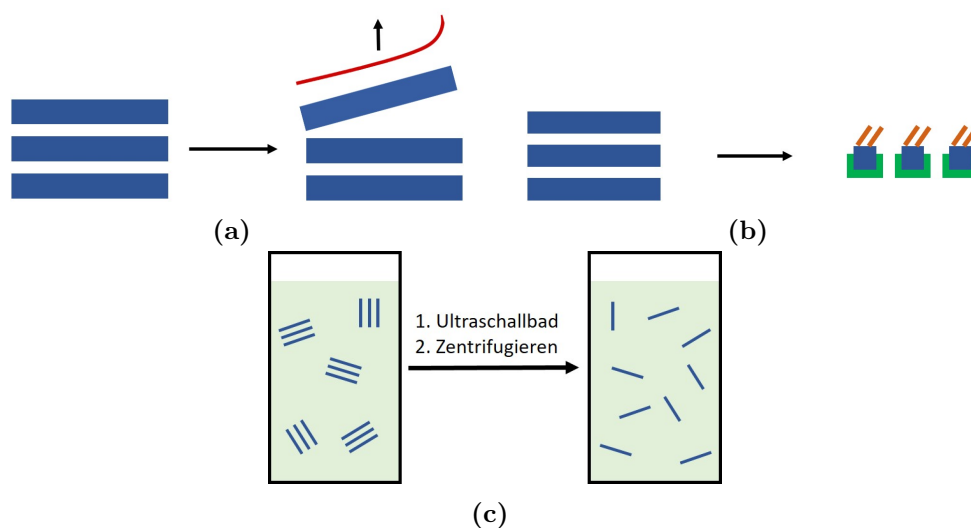 (a)
(b)
1. Ultraschallbad
2. Zentrifugieren
(c)